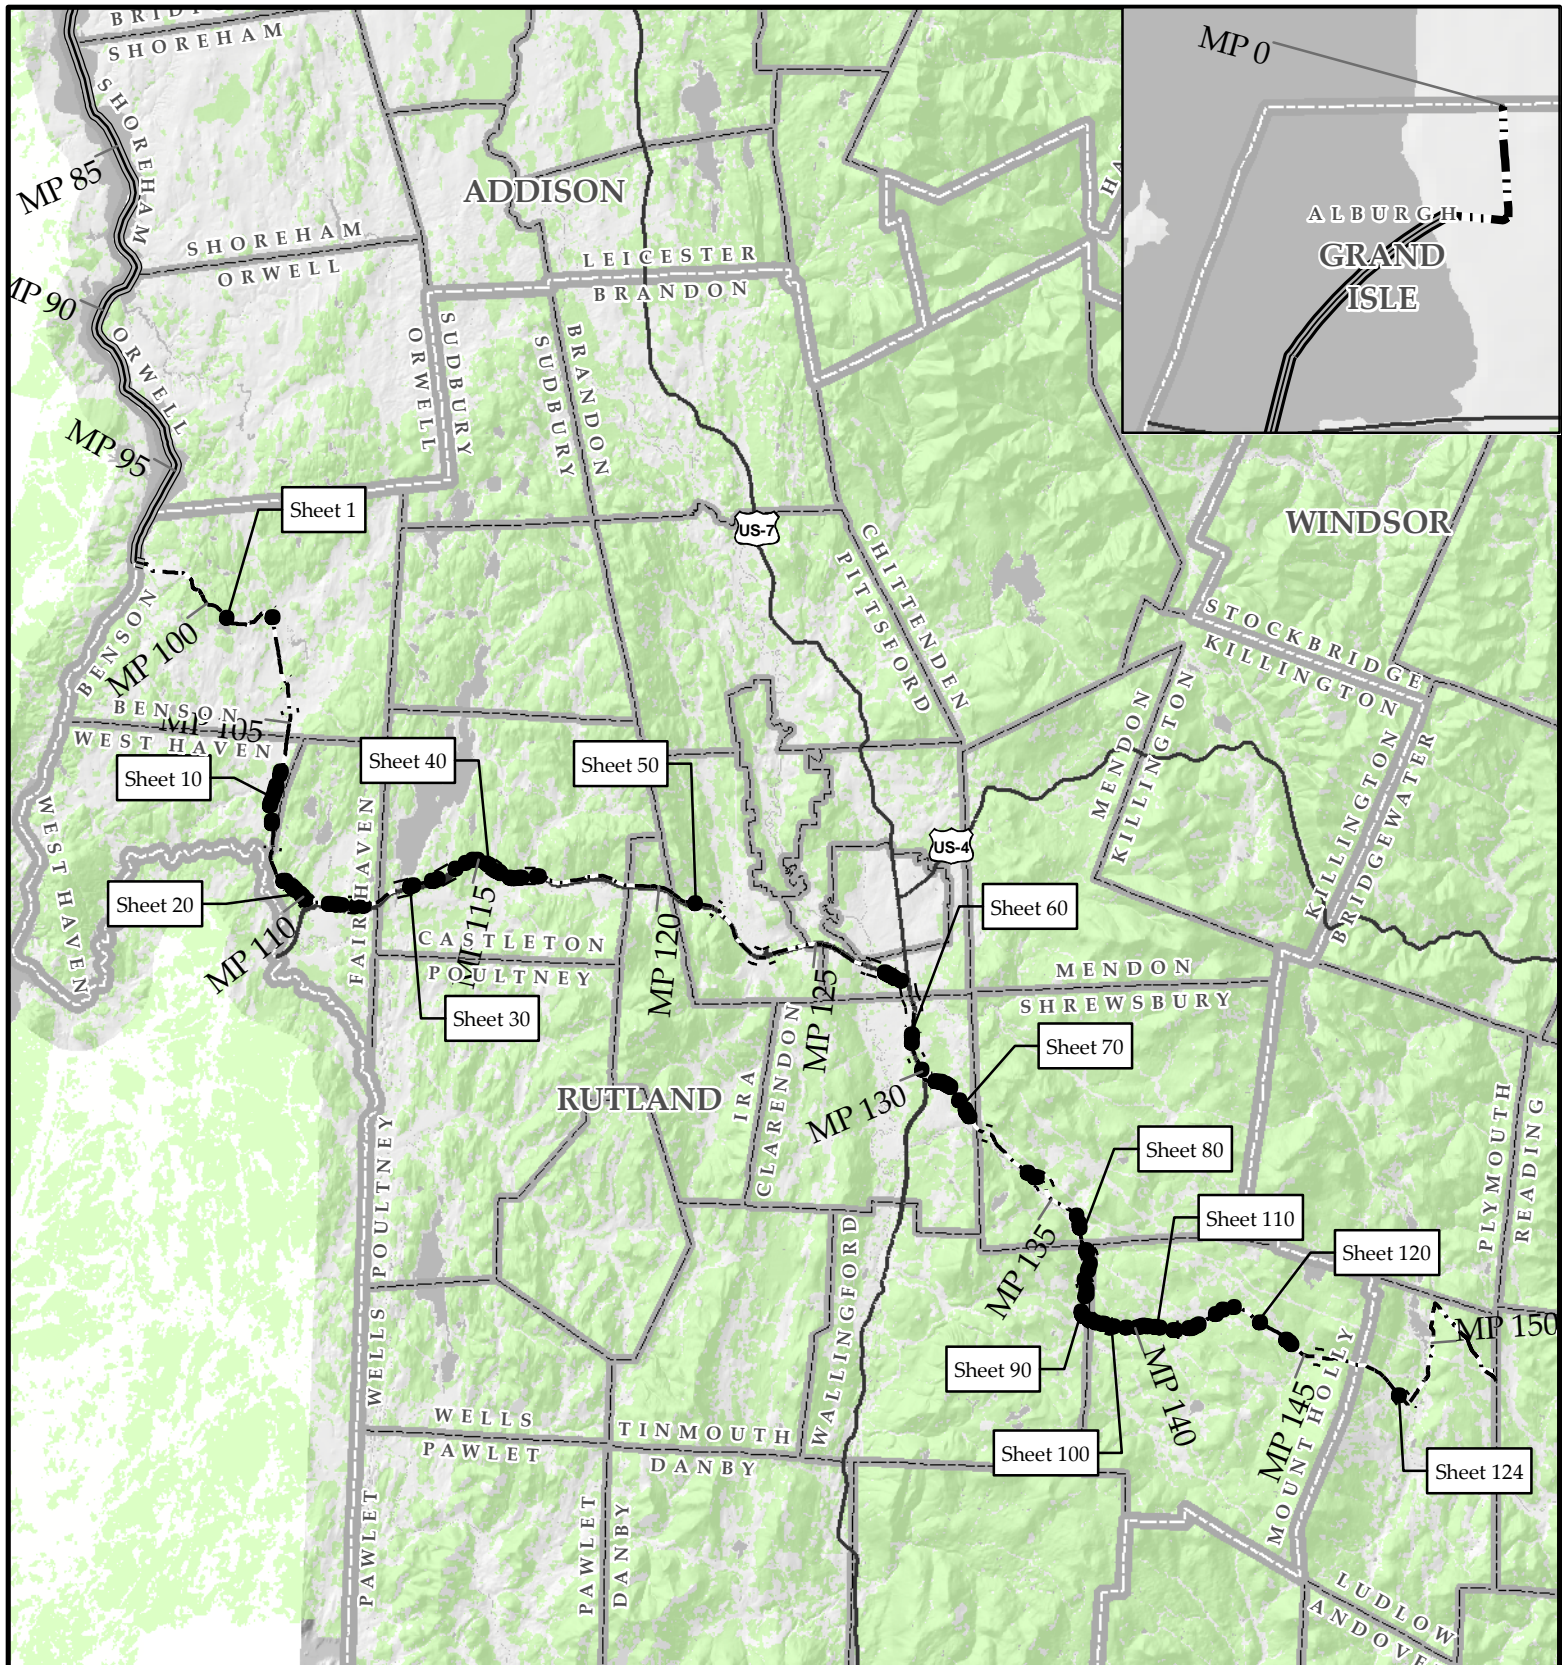 SHOREHAM
MP 0
SHOREHAM
MP 85
ADDISON
ALBURGH
GRAND
ISLE
SHOREHAM
ORWELL
LEICESTER
BRANDON
MP 90
ORWELL
ORWELL
SUDBURY
SUDBURY
BRANDON
MP 95
Sheet 1
US-7
WINDSOR
CHITTENDEN
PITTSFORD
STOCKBRIDGE
KILLINGTON
BENSON
MP 100
BENSON
MP 105
WEST HAVEN
MENDON
KILLINGTON
KILLINGTON
BRIDGEWATER
Sheet 10
Sheet 40
Sheet 50
WEST HAVEN
FAIR HAVEN
US-4
Sheet 20
MP 110
MP 115
MP 120
Sheet 60
CASTLETON
POULTNEY
MENDON
SHREWSBURY
MP 125
Sheet 30
Sheet 70
RUTLAND
IRA
CLARENDON
MP 130
PLYMOUTH
READING
POULTNEY
Sheet 80
Sheet 110
Sheet 120
MP 135
WELLS
WALLINGFORD
MP 150
Sheet 90
MP 140
MP 145
MOUNT HOLLY
WELLS
PAWLET
TINMOUTH
DANBY
Sheet 100
Sheet 124
PAWLET
PAWLET
DANBY
LUDLOW